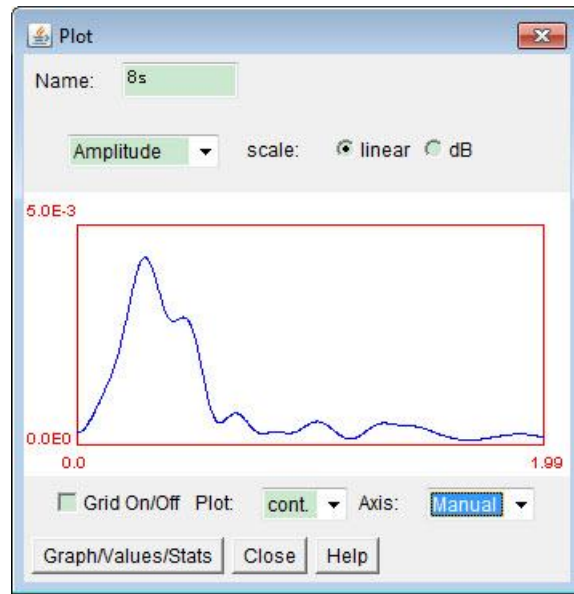 Plot
Name: 8s
Amplitude scale: linear dB
5.0E-3
0.0E0
0.0 1.99
Grid On/Off Plot: cont. Axis: Manual
Graph/Values/Stats Close Help